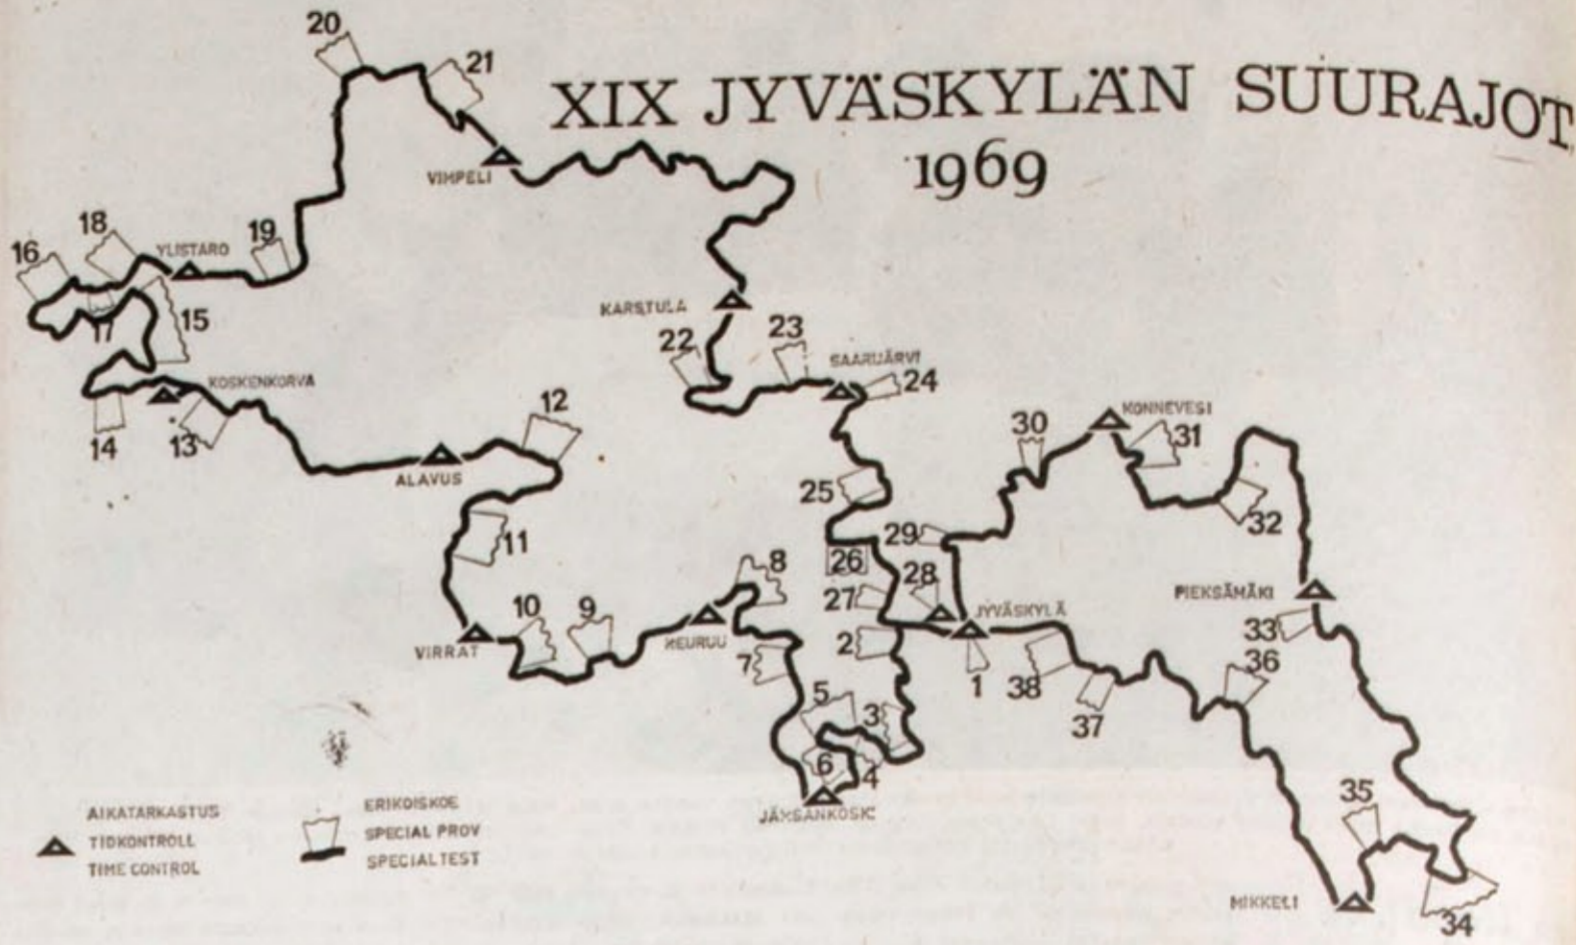 XIX JYVÄSKYLÄN SUURAJOT
1969
20
21
VIMPELI
18
16
YLISTARO
19
17
15
KARSTULA
22
23
SAARIJÄRVI
24
KOSKENKORVA
14
13
12
ALAVUS
30
KONNEVESI
31
25
32
11
29
26
28
8
27
PIEKSÄMÄKI
JYVÄSKYLÄ
10
9
33
VIRRAT
KEURUU
7
2
36
1
38
5
3
37
6
4
35
JÄMSÄNKOSKI
MIKKELI
34
AIKATARKASTUS
TIDKONTROLL
TIME CONTROL
ERIKOISKOE
SPECIAL PROV
SPECIALTEST